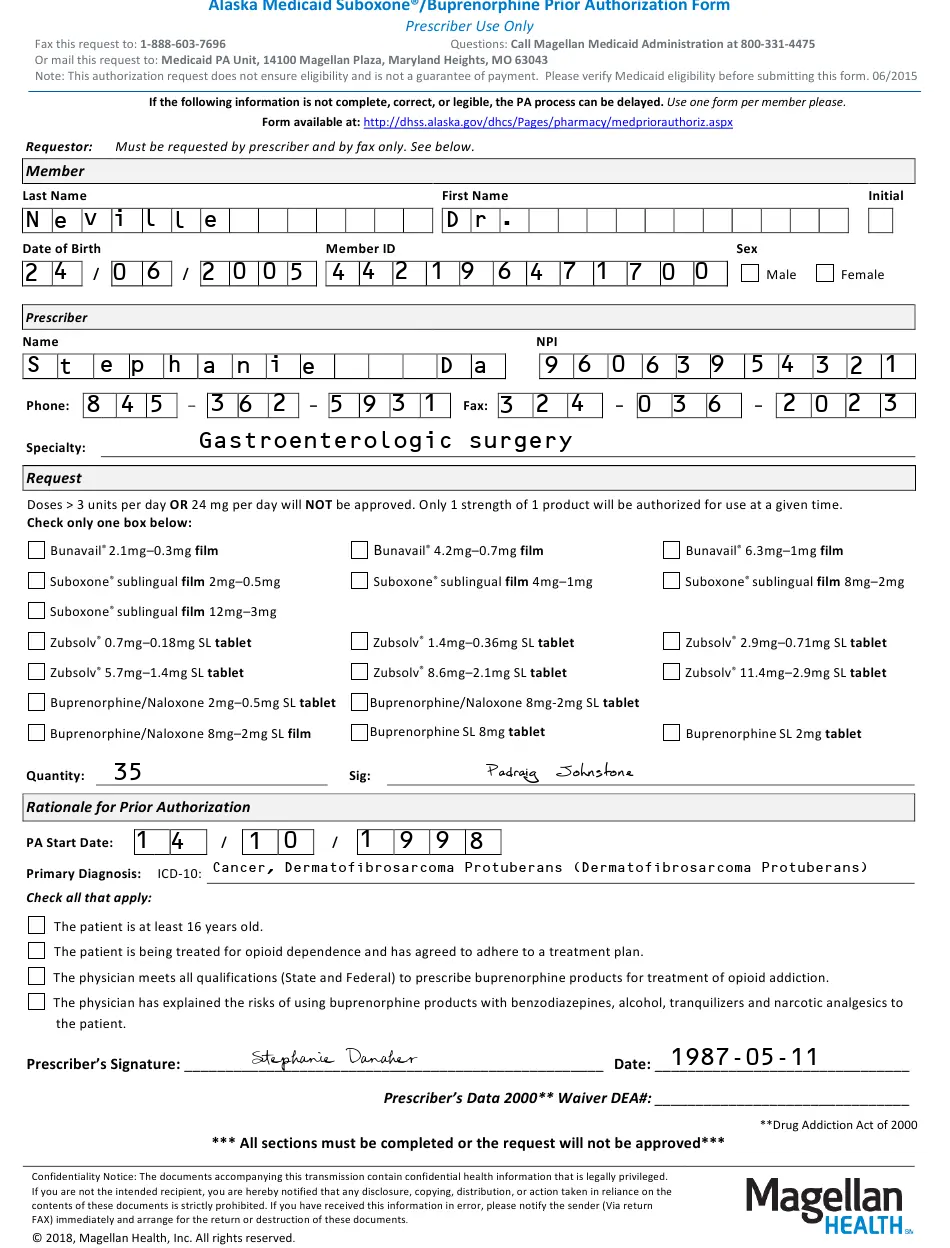 Alaska Medicaid Suboxone®/Buprenorphine Prior Authorization Form
Prescriber Use Only
Fax this request to: 1-888-603-7696 Questions: Call Magellan Medicaid Administration at 800-331-4475
Or mail this request to: Medicaid PA Unit, 14100 Magellan Plaza, Maryland Heights, MO 63043
Note: This authorization request does not ensure eligibility and is not a guarantee of payment. Please verify Medicaid eligibility before submitting this form. 06/2015
If the following information is not complete, correct, or legible, the PA process can be delayed. Use one form per member please.
Form available at: http://dhss.alaska.gov/dhcs/Pages/pharmacy/medpriorauthoriz.aspx
Requestor: Must be requested by prescriber and by fax only. See below.
Member
Last Name First Name Initial
Neville Dr.
Date of Birth Member ID Sex
24 / 06 / 2005 442196471700 Male Female
Prescriber
Name NPI
Stephanie Da 96063954321
Phone: 845 – 362 – 5931 Fax: 324 – 036 – 2023
Specialty: Gastroenterologic surgery
Request
Doses > 3 units per day OR 24 mg per day will NOT be approved. Only 1 strength of 1 product will be authorized for use at a given time.
Check only one box below:
Bunavail® 2.1mg–0.3mg film Bunavail® 4.2mg–0.7mg film Bunavail® 6.3mg–1mg film
Suboxone® sublingual film 2mg–0.5mg Suboxone® sublingual film 4mg–1mg Suboxone® sublingual film 8mg–2mg
Suboxone® sublingual film 12mg–3mg
Zubsolv® 0.7mg–0.18mg SL tablet Zubsolv® 1.4mg–0.36mg SL tablet Zubsolv® 2.9mg–0.71mg SL tablet
Zubsolv® 5.7mg–1.4mg SL tablet Zubsolv® 8.6mg–2.1mg SL tablet Zubsolv® 11.4mg–2.9mg SL tablet
Buprenorphine/Naloxone 2mg–0.5mg SL tablet Buprenorphine/Naloxone 8mg-2mg SL tablet
Buprenorphine/Naloxone 8mg–2mg SL film Buprenorphine SL 8mg tablet Buprenorphine SL 2mg tablet
Quantity: 35 Sig: Padraig Johnstone
Rationale for Prior Authorization
PA Start Date: 14 / 10 / 1998
Primary Diagnosis: ICD-10: Cancer, Dermatofibrosarcoma Protuberans (Dermatofibrosarcoma Protuberans)
Check all that apply:
The patient is at least 16 years old.
The patient is being treated for opioid dependence and has agreed to adhere to a treatment plan.
The physician meets all qualifications (State and Federal) to prescribe buprenorphine products for treatment of opioid addiction.
The physician has explained the risks of using buprenorphine products with benzodiazepines, alcohol, tranquilizers and narcotic analgesics to
the patient.
Prescriber's Signature: Stephanie Danaher Date: 1987-05-11
Prescriber's Data 2000** Waiver DEA#:
**Drug Addiction Act of 2000
*** All sections must be completed or the request will not be approved***
Confidentiality Notice: The documents accompanying this transmission contain confidential health information that is legally privileged.
If you are not the intended recipient, you are hereby notified that any disclosure, copying, distribution, or action taken in reliance on the
contents of these documents is strictly prohibited. If you have received this information in error, please notify the sender (Via return
FAX) immediately and arrange for the return or destruction of these documents.
© 2018, Magellan Health, Inc. All rights reserved.
Magellan
HEALTH